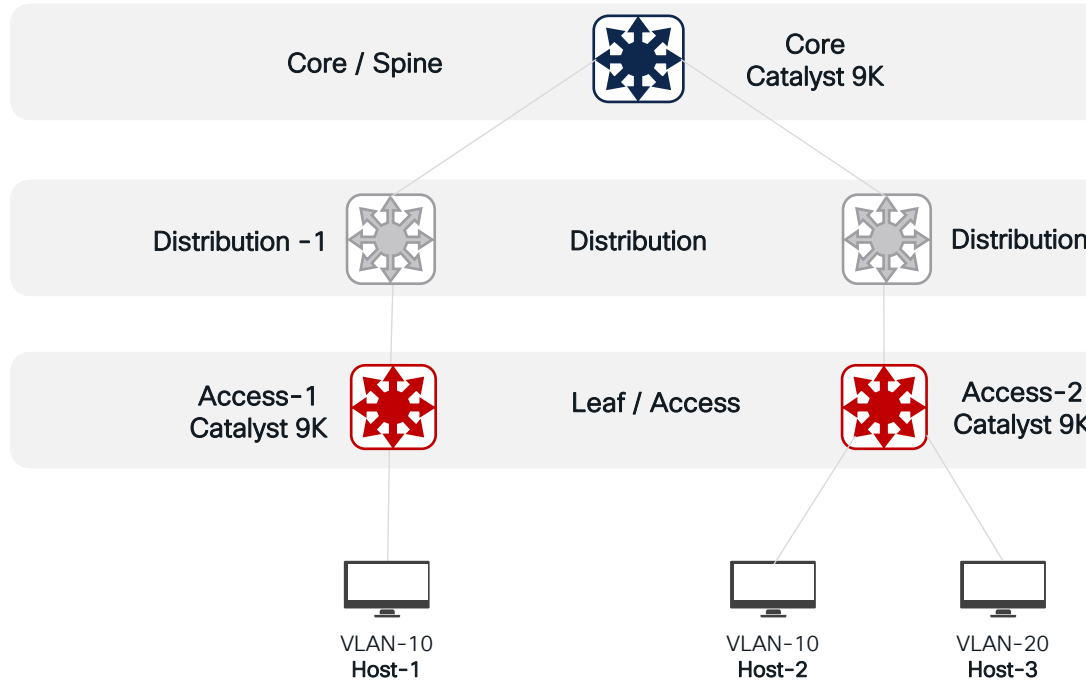 Core / Spine
Core
Catalyst 9K
Distribution -1
Distribution
Distribution
Access-1
Catalyst 9K
Leaf / Access
Access-2
Catalyst 9K
VLAN-10
Host-1
VLAN-10
Host-2
VLAN-20
Host-3